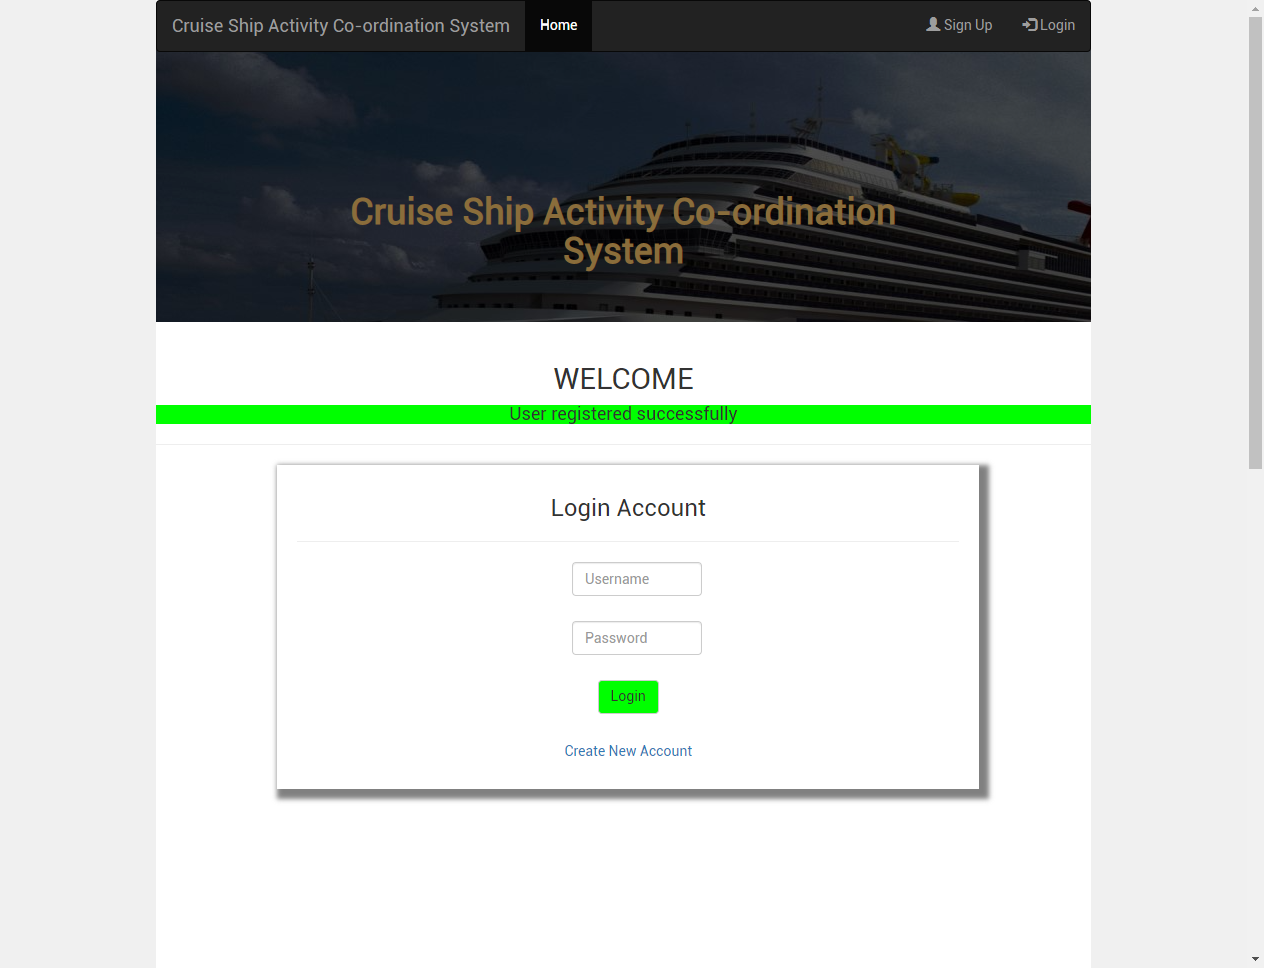 Cruise Ship Activity Co-ordination System Home Sign Up Login
Cruise Ship Activity Co-ordination
System
WELCOME
User registered successfully
Login Account
Username
Password
Login
Create New Account